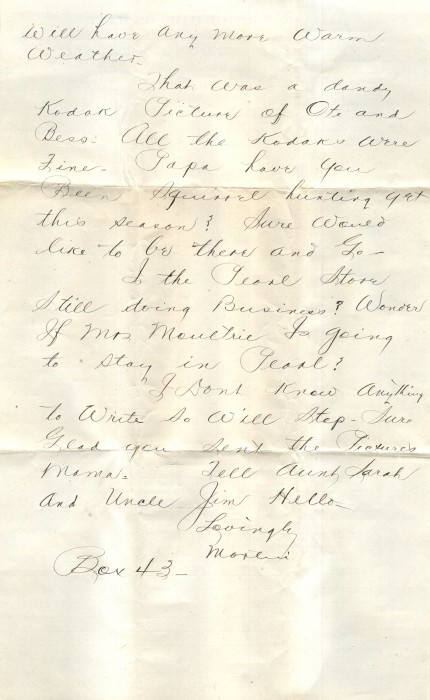 Will have Any More Warm
Weather-
That was a dandy
Kodak Picture of Ote and
Bess. All the Kodaks Were
Fine- Papa have you
Been Squirrel hunting yet
this season? Sure Would
like to be there and Go-
Is the Pearl Store
Still doing Business? Wonder
If Mrs Moultrie Is going
to stay in Pearl?
I Dont Know Anything
to Write So Will Stop- Sure
Glad you sent the Pictures
Mama- Tell Aunt Sarah
And Uncle Jim Hello-
Lovingly
Box 43-